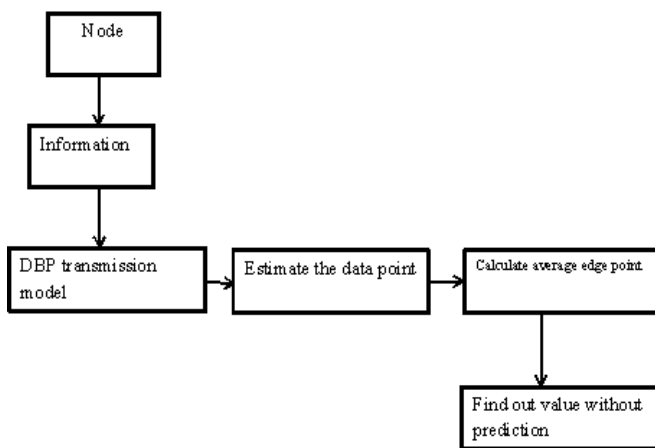 Node
Information
DBP transmission
model
Estimate the data point
Calculate average edge point
Find out value without
prediction